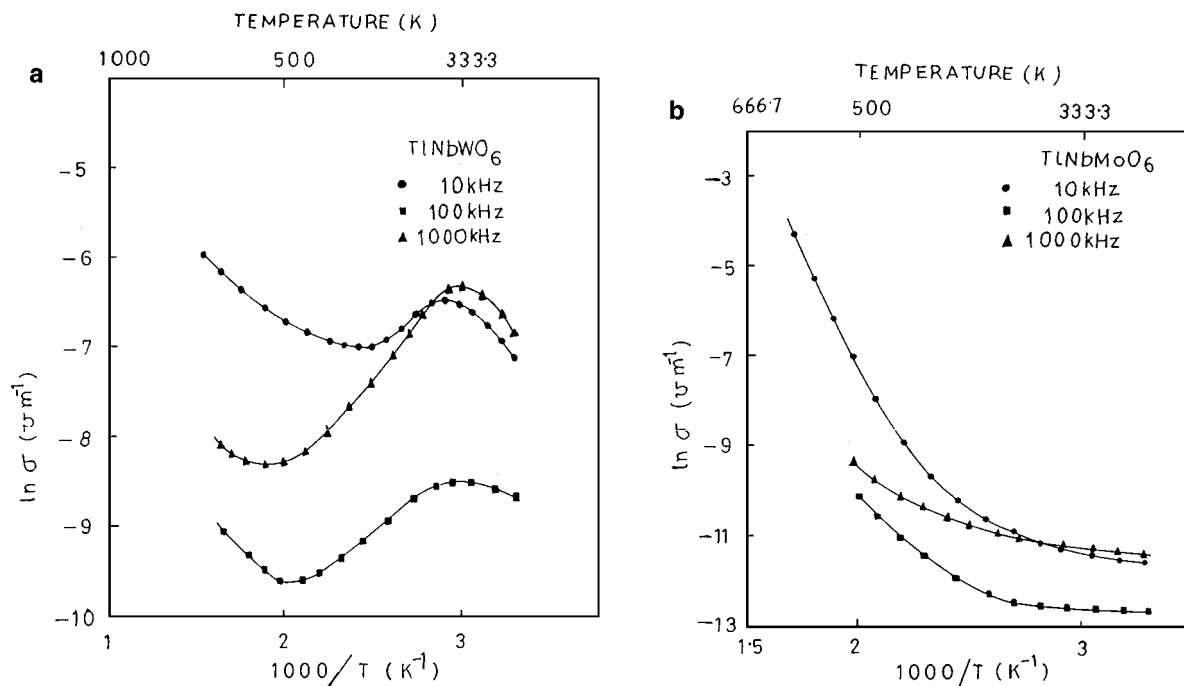 a
TEMPERATURE (K)
1000 500 333·3
TlNbWO₆
10kHz
100kHz
1000kHz
-5
-6
-7
-8
-9
-10
ln σ (℧ m⁻¹)
1 2 3
1000/T (K⁻¹)
b
TEMPERATURE (K)
666·7 500 333·3
TlNbMoO₆
10kHz
100kHz
1000kHz
-3
-5
-7
-9
-11
-13
ln σ (℧ m⁻¹)
1·5 2 3
1000/T (K⁻¹)